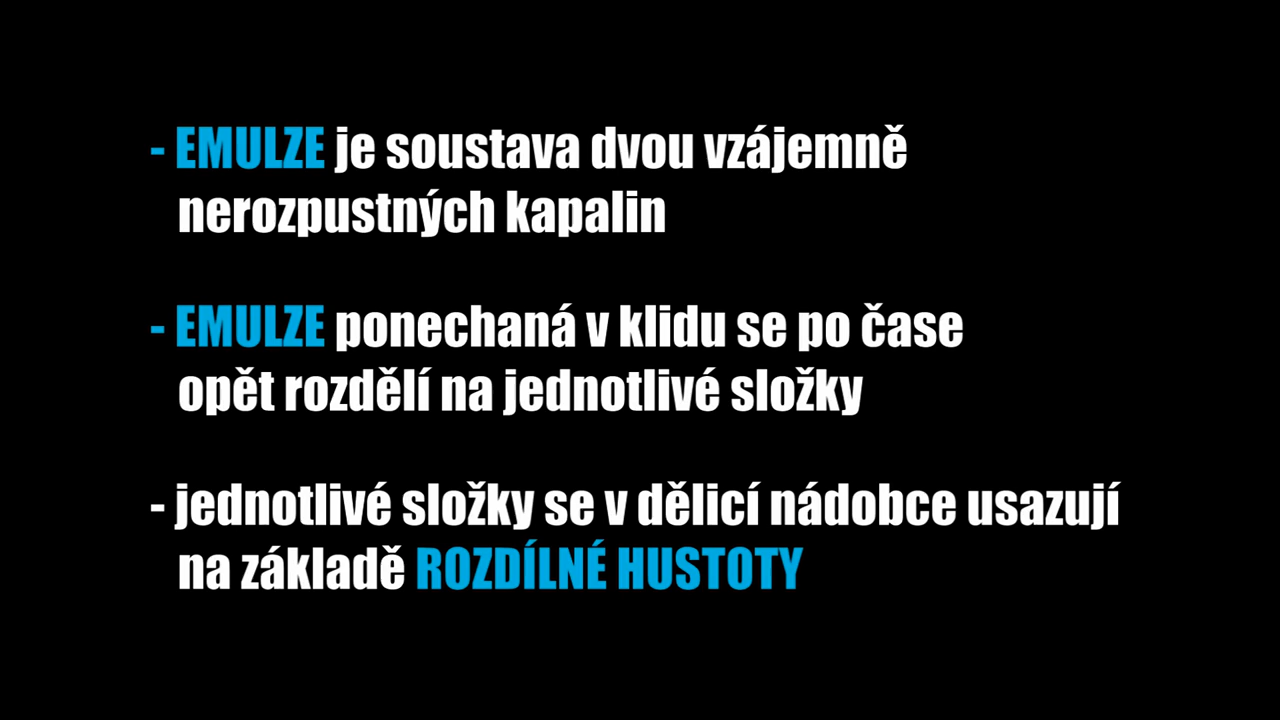 - EMULZE je soustava dvou vzájemně
nerozpustných kapalin
- EMULZE ponechaná v klidu se po čase
opět rozdělí na jednotlivé složky
- jednotlivé složky se v dělicí nádobce usazují
na základě ROZDÍLNÉ HUSTOTY